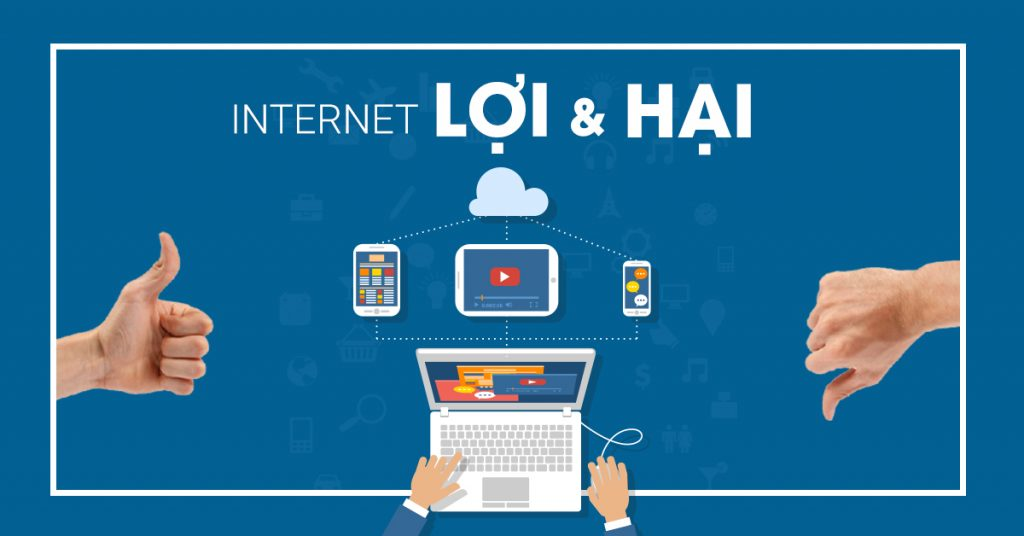 INTERNET LỢI & HẠI